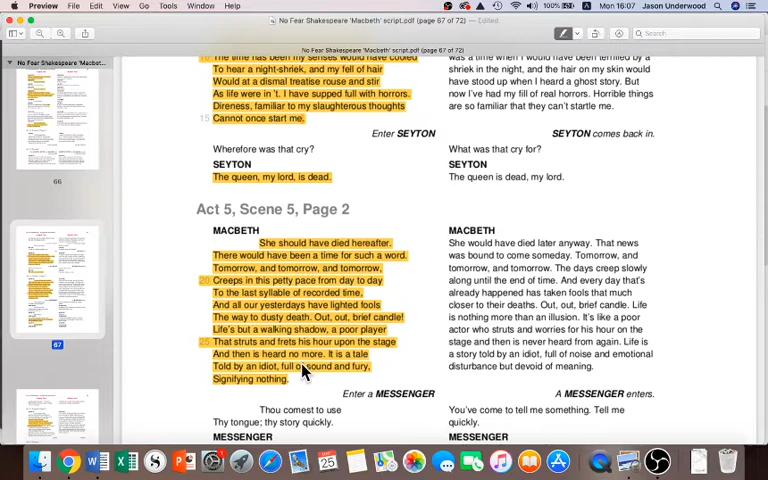 Preview File Edit View Go Tools Window Help
100% Mon 16:07 Jason Underwood
No Fear Shakespeare 'Macbeth' script.pdf (page 67 of 72) — Edited
Search
No Fear Shakespeare 'Macbeth' script.pdf (page 67 of 72)
No Fear Shakespeare 'Macbet...
66
67
10 The time has been my senses would have cooled
To hear a night-shriek, and my fell of hair
Would at a dismal treatise rouse and stir
As life were in 't. I have supped full with horrors.
Direness, familiar to my slaughterous thoughts
15 Cannot once start me.
was a time when I would have been terrified by a
shriek in the night, and the hair on my skin would
have stood up when I heard a ghost story. But
now I've had my fill of real horrors. Horrible things
are so familiar that they can't startle me.
Enter SEYTON
SEYTON comes back in.
Wherefore was that cry?
What was that cry for?
SEYTON
The queen, my lord, is dead.
SEYTON
The queen is dead, my lord.
Act 5, Scene 5, Page 2
MACBETH
She should have died hereafter.
There would have been a time for such a word.
Tomorrow, and tomorrow, and tomorrow,
20 Creeps in this petty pace from day to day
To the last syllable of recorded time,
And all our yesterdays have lighted fools
The way to dusty death. Out, out, brief candle!
Life's but a walking shadow, a poor player
25 That struts and frets his hour upon the stage
And then is heard no more. It is a tale
Told by an idiot, full of sound and fury,
Signifying nothing.
MACBETH
She would have died later anyway. That news
was bound to come someday. Tomorrow, and
tomorrow, and tomorrow. The days creep slowly
along until the end of time. And every day that's
already happened has taken fools that much
closer to their deaths. Out, out, brief candle. Life
is nothing more than an illusion. It's like a poor
actor who struts and worries for his hour on the
stage and then is never heard from again. Life is
a story told by an idiot, full of noise and emotional
disturbance but devoid of meaning.
Enter a MESSENGER
A MESSENGER enters.
Thou comest to use
Thy tongue; thy story quickly.
You've come to tell me something. Tell me
quickly.
MESSENGER
MESSENGER
25